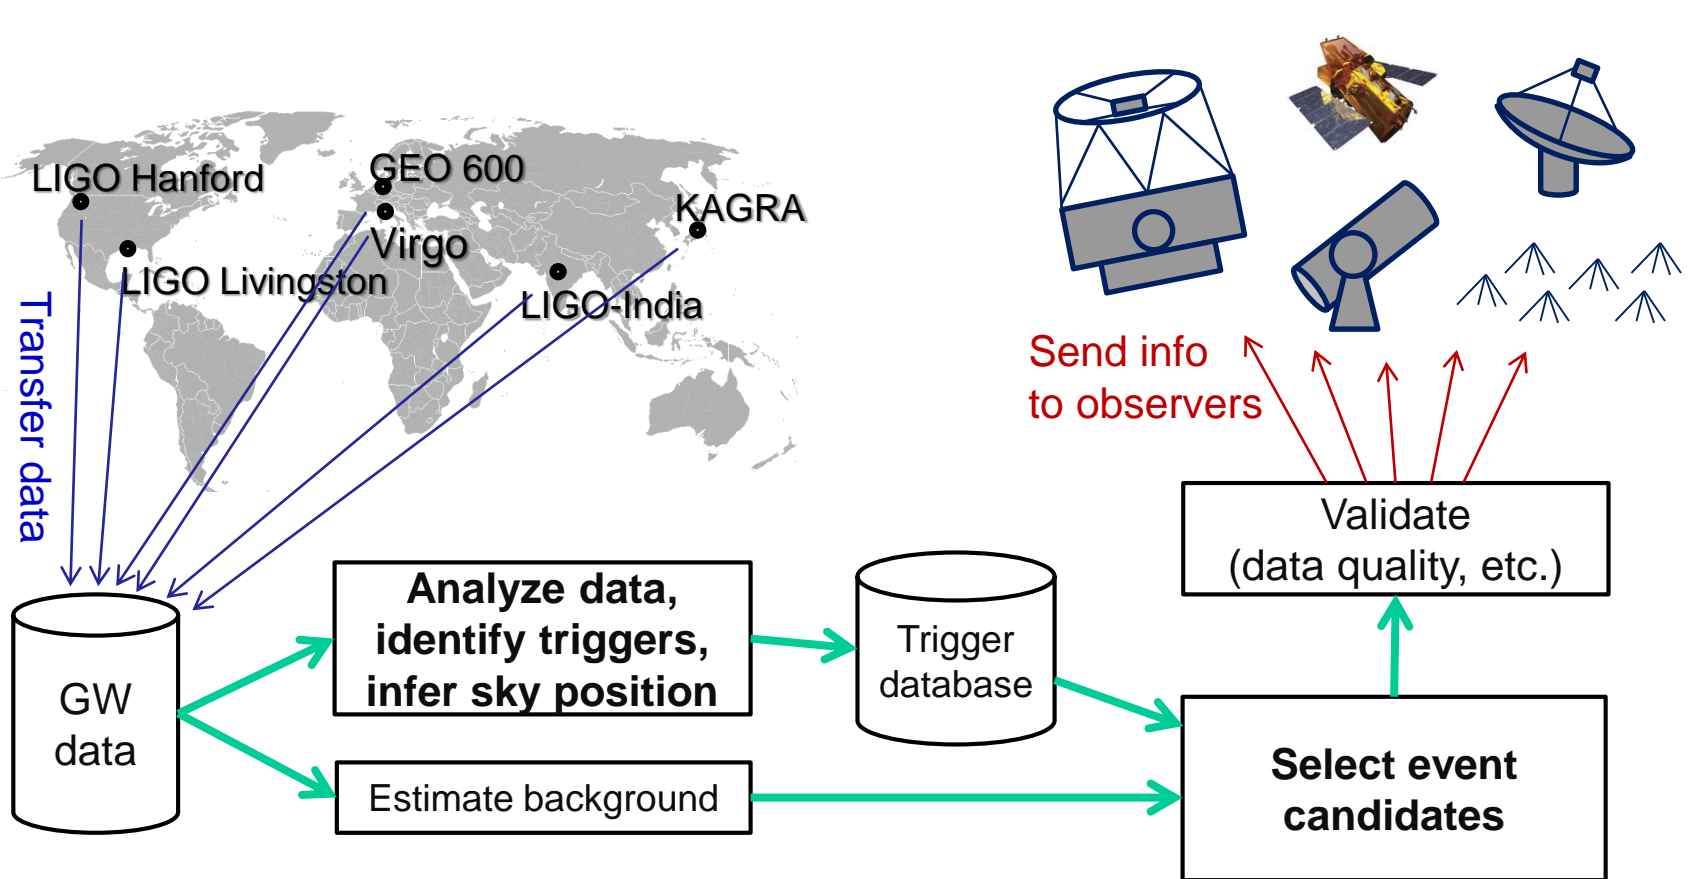 LIGO Hanford
GEO 600
KAGRA
Virgo
LIGO Livingston
LIGO-India
Transfer data
Send info
to observers
Validate
(data quality, etc.)
Analyze data,
identify triggers,
infer sky position
Trigger
database
GW
data
Estimate background
Select event
candidates